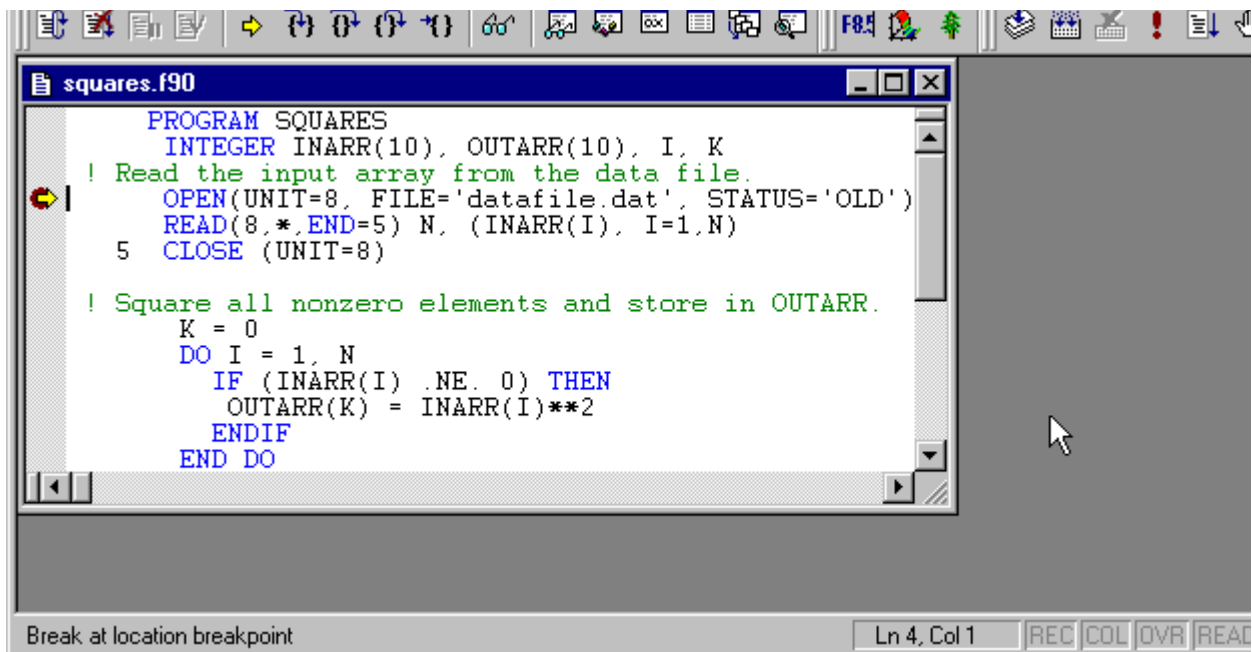 F8.5
squares.f90
PROGRAM SQUARES
INTEGER INARR(10), OUTARR(10), I, K
! Read the input array from the data file.
OPEN(UNIT=8, FILE='datafile.dat', STATUS='OLD')
READ(8,*,END=5) N, (INARR(I), I=1,N)
5 CLOSE (UNIT=8)
! Square all nonzero elements and store in OUTARR.
K = 0
DO I = 1, N
IF (INARR(I) .NE. 0) THEN
OUTARR(K) = INARR(I)**2
ENDIF
END DO
Break at location breakpoint Ln 4, Col 1 REC COL OVR READ